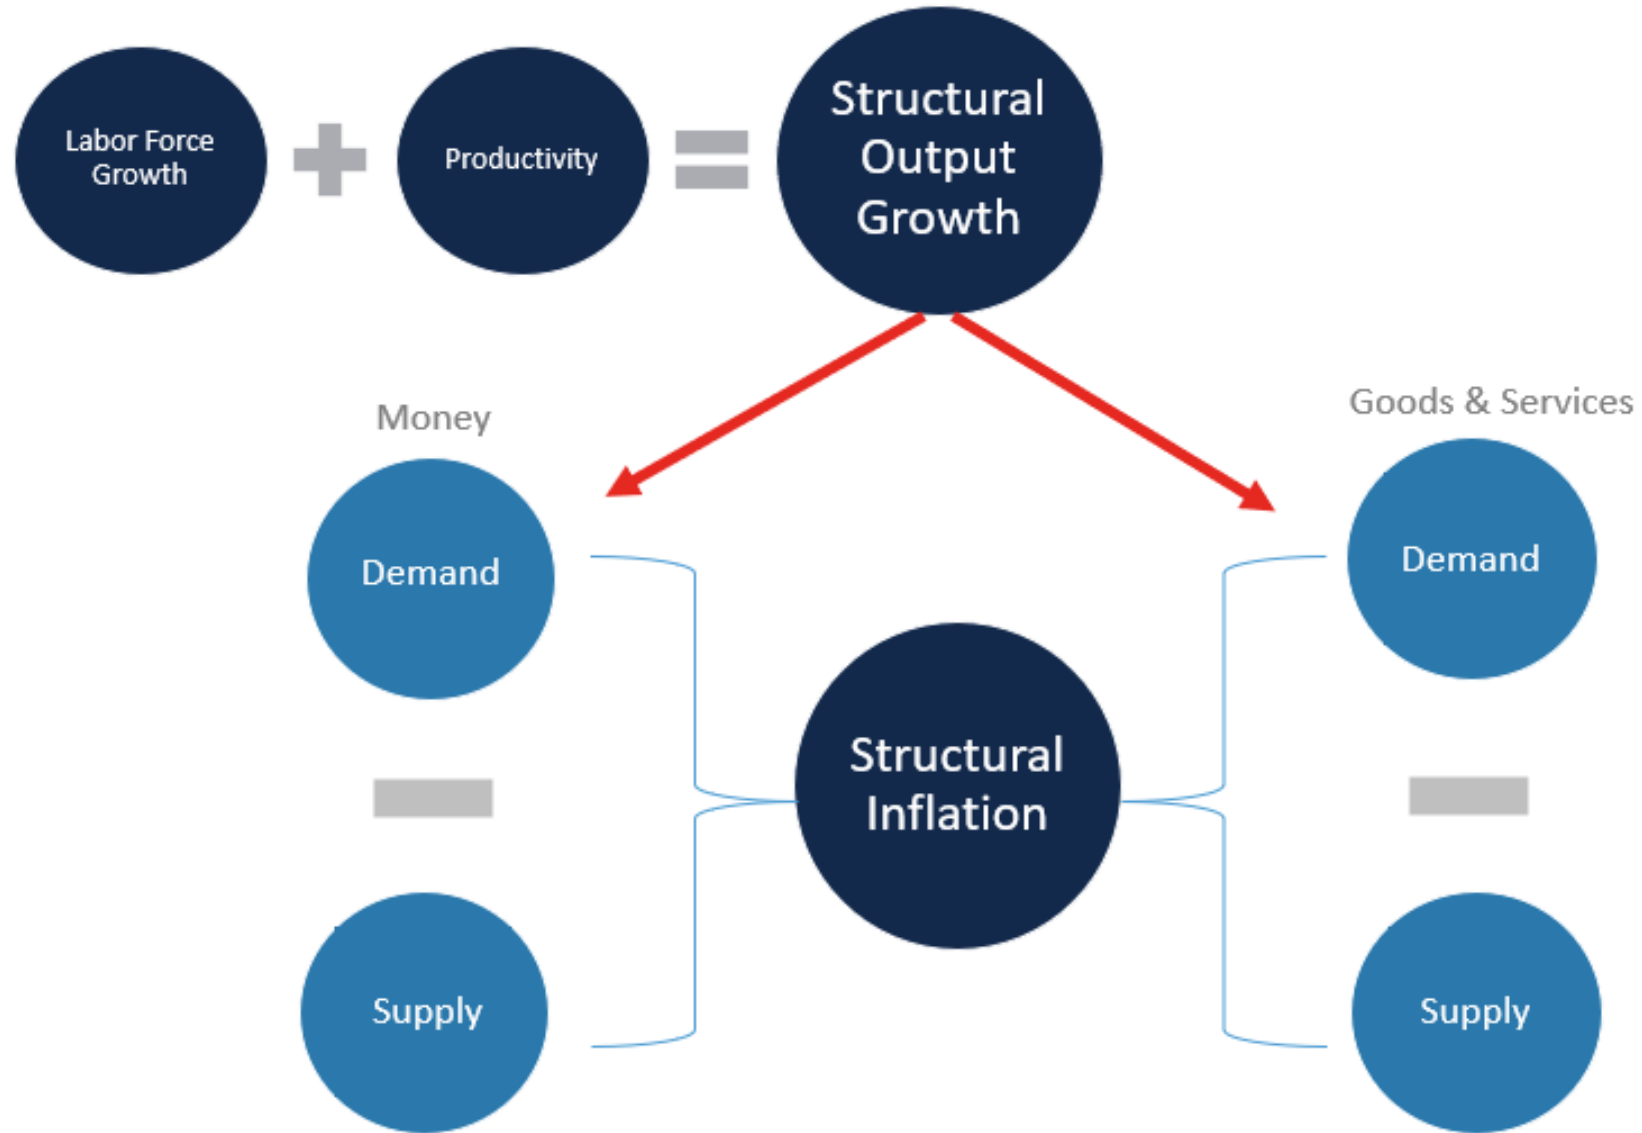 Labor Force
Growth
Productivity
Structural
Output
Growth
Money
Goods & Services
Demand
Demand
Structural
Inflation
Supply
Supply